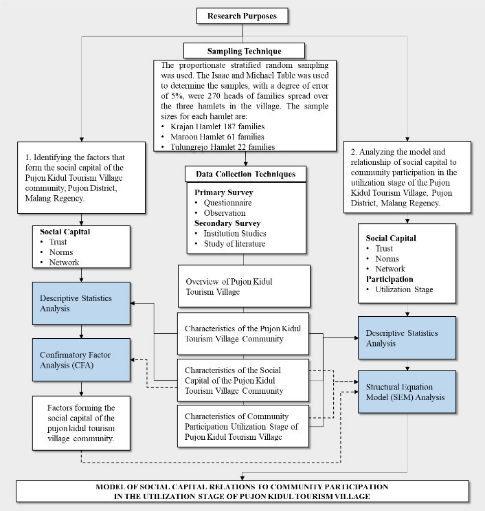 Research Purposes
Sampling Technique
The proportionate stratified random sampling
was used. The Isaac and Michael Table was used
to determine the samples, with a degree of error
of 5%, were 270 heads of families spread over
the three hamlets in the village. The sample
sizes for each hamlet are:
• Krajan Hamlet 187 families
• Maroon Hamlet 61 families
• Tulungrejo Hamlet 22 families
1. Identifying the factors that
form the social capital of the
Pujon Kidul Tourism Village
community, Pujon District,
Malang Regency.
Social Capital
• Trust
• Norms
• Network
Descriptive Statistics
Analysis
Confirmatory Factor
Analysis (CFA)
Factors forming the
social capital of the
pujon kidul tourism
village community.
Data Collection Techniques
Primary Survey
• Questionnaire
• Observation
Secondary Survey
• Institution Studies
• Study of literature
Overview of Pujon Kidul
Tourism Village
Characteristics of the Pujon Kidul
Tourism Village Community
Characteristics of the Social
Capital of the Pujon Kidul
Tourism Village Community
Characteristics of Community
Participation Utilization Stage of
Pujon Kidul Tourism Village
2. Analyzing the model and
relationship of social capital to
community participation in the
utilization stage of the Pujon
Kidul Tourism Village, Pujon
District, Malang Regency.
Social Capital
• Trust
• Norms
• Network
Participation
• Utilization Stage
Descriptive Statistics
Analysis
Structural Equation
Model (SEM) Analysis
MODEL OF SOCIAL CAPITAL RELATIONS TO COMMUNITY PARTICIPATION
IN THE UTILIZATION STAGE OF PUJON KIDUL TOURISM VILLAGE